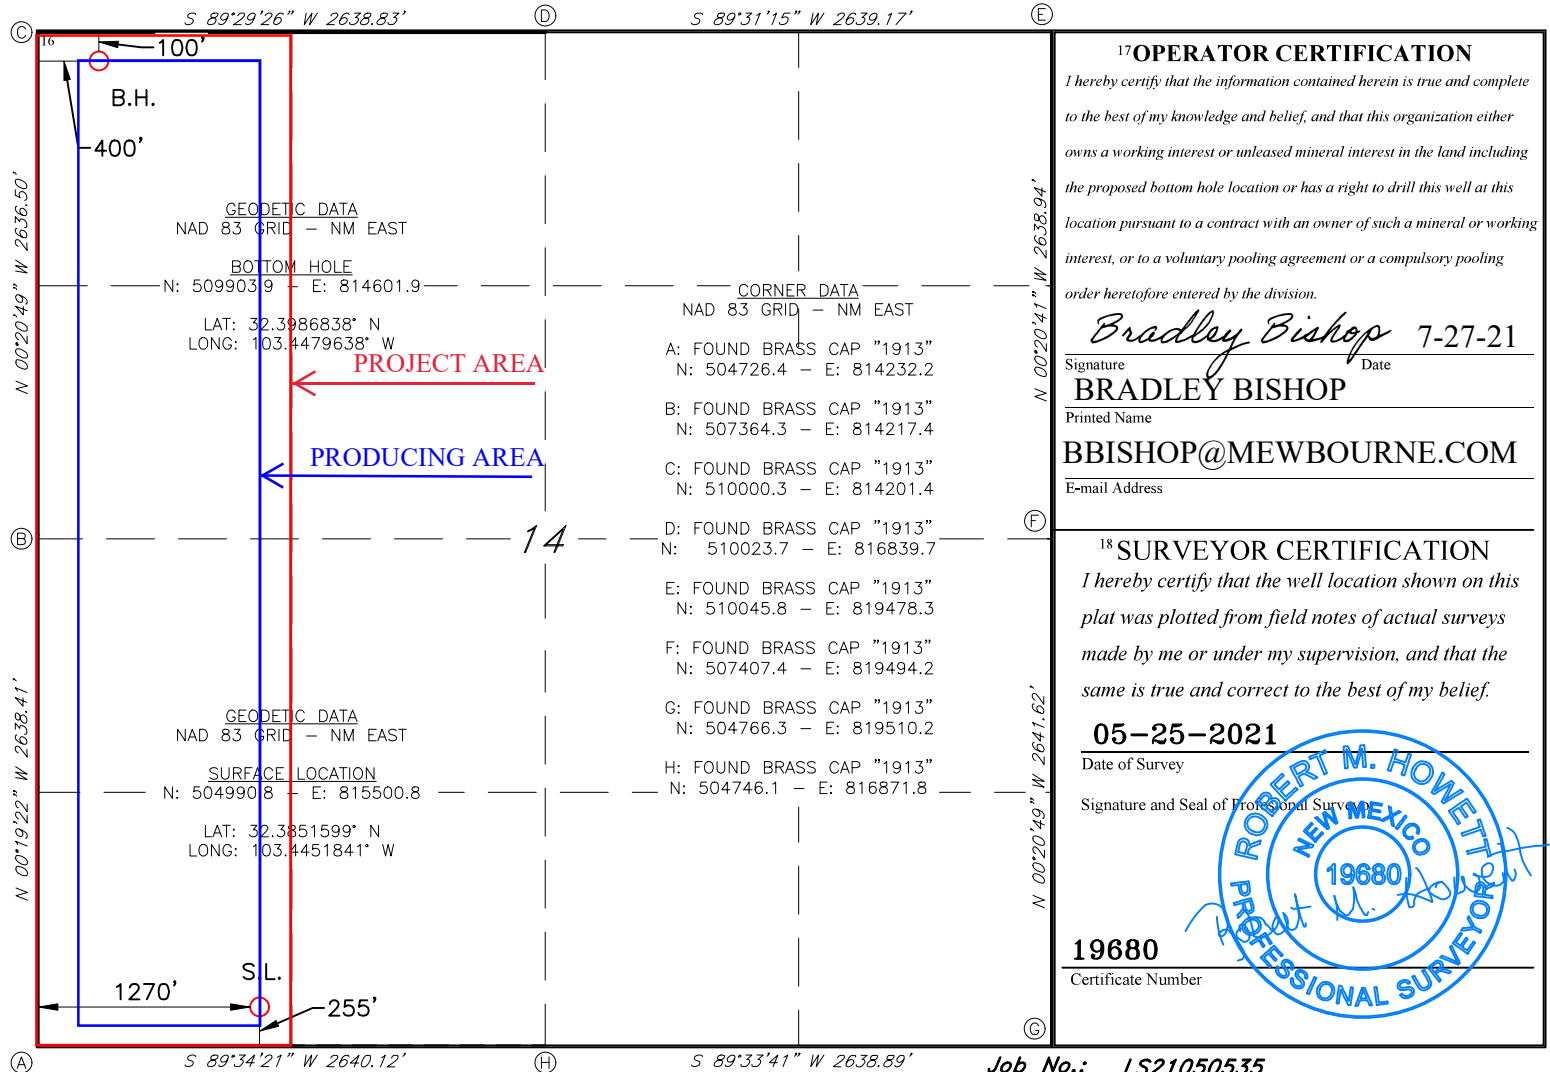 S 89°29'26" W 2638.83'
D
S 89°31'15" W 2639.17'
E
C
16
100'
B.H.
400'
N 00°20'49" W 2636.50'
GEODETIC DATA
NAD 83 GRID – NM EAST
BOTTOM HOLE
N: 509903.9 – E: 814601.9
LAT: 32.3986838° N
LONG: 103.4479638° W
PROJECT AREA
PRODUCING AREA
B
14
N 00°19'22" W 2638.41'
GEODETIC DATA
NAD 83 GRID – NM EAST
SURFACE LOCATION
N: 504990.8 – E: 815500.8
LAT: 32.3851599° N
LONG: 103.4451841° W
S.L.
1270'
255'
A
S 89°34'21" W 2640.12'
H
S 89°33'41" W 2638.89'
G
CORNER DATA
NAD 83 GRID – NM EAST
A: FOUND BRASS CAP "1913"
N: 504726.4 – E: 814232.2
B: FOUND BRASS CAP "1913"
N: 507364.3 – E: 814217.4
C: FOUND BRASS CAP "1913"
N: 510000.3 – E: 814201.4
D: FOUND BRASS CAP "1913"
N: 510023.7 – E: 816839.7
E: FOUND BRASS CAP "1913"
N: 510045.8 – E: 819478.3
F: FOUND BRASS CAP "1913"
N: 507407.4 – E: 819494.2
G: FOUND BRASS CAP "1913"
N: 504766.3 – E: 819510.2
H: FOUND BRASS CAP "1913"
N: 504746.1 – E: 816871.8
N 00°20'41" W 2638.94'
F
N 00°20'49" W 2641.62'
17 OPERATOR CERTIFICATION
I hereby certify that the information contained herein is true and complete
to the best of my knowledge and belief, and that this organization either
owns a working interest or unleased mineral interest in the land including
the proposed bottom hole location or has a right to drill this well at this
location pursuant to a contract with an owner of such a mineral or working
interest, or to a voluntary pooling agreement or a compulsory pooling
order heretofore entered by the division.
Bradley Bishop 7-27-21
Signature Date
BRADLEY BISHOP
Printed Name
BBISHOP@MEWBOURNE.COM
E-mail Address
18 SURVEYOR CERTIFICATION
I hereby certify that the well location shown on this
plat was plotted from field notes of actual surveys
made by me or under my supervision, and that the
same is true and correct to the best of my belief.
05–25–2021
Date of Survey
Signature and Seal of Professional Surveyor
ROBERT M. HOWETT
NEW MEXICO
19680
PROFESSIONAL SURVEYOR
Robert M. Howett
19680
Certificate Number
Job No.: LS21050535